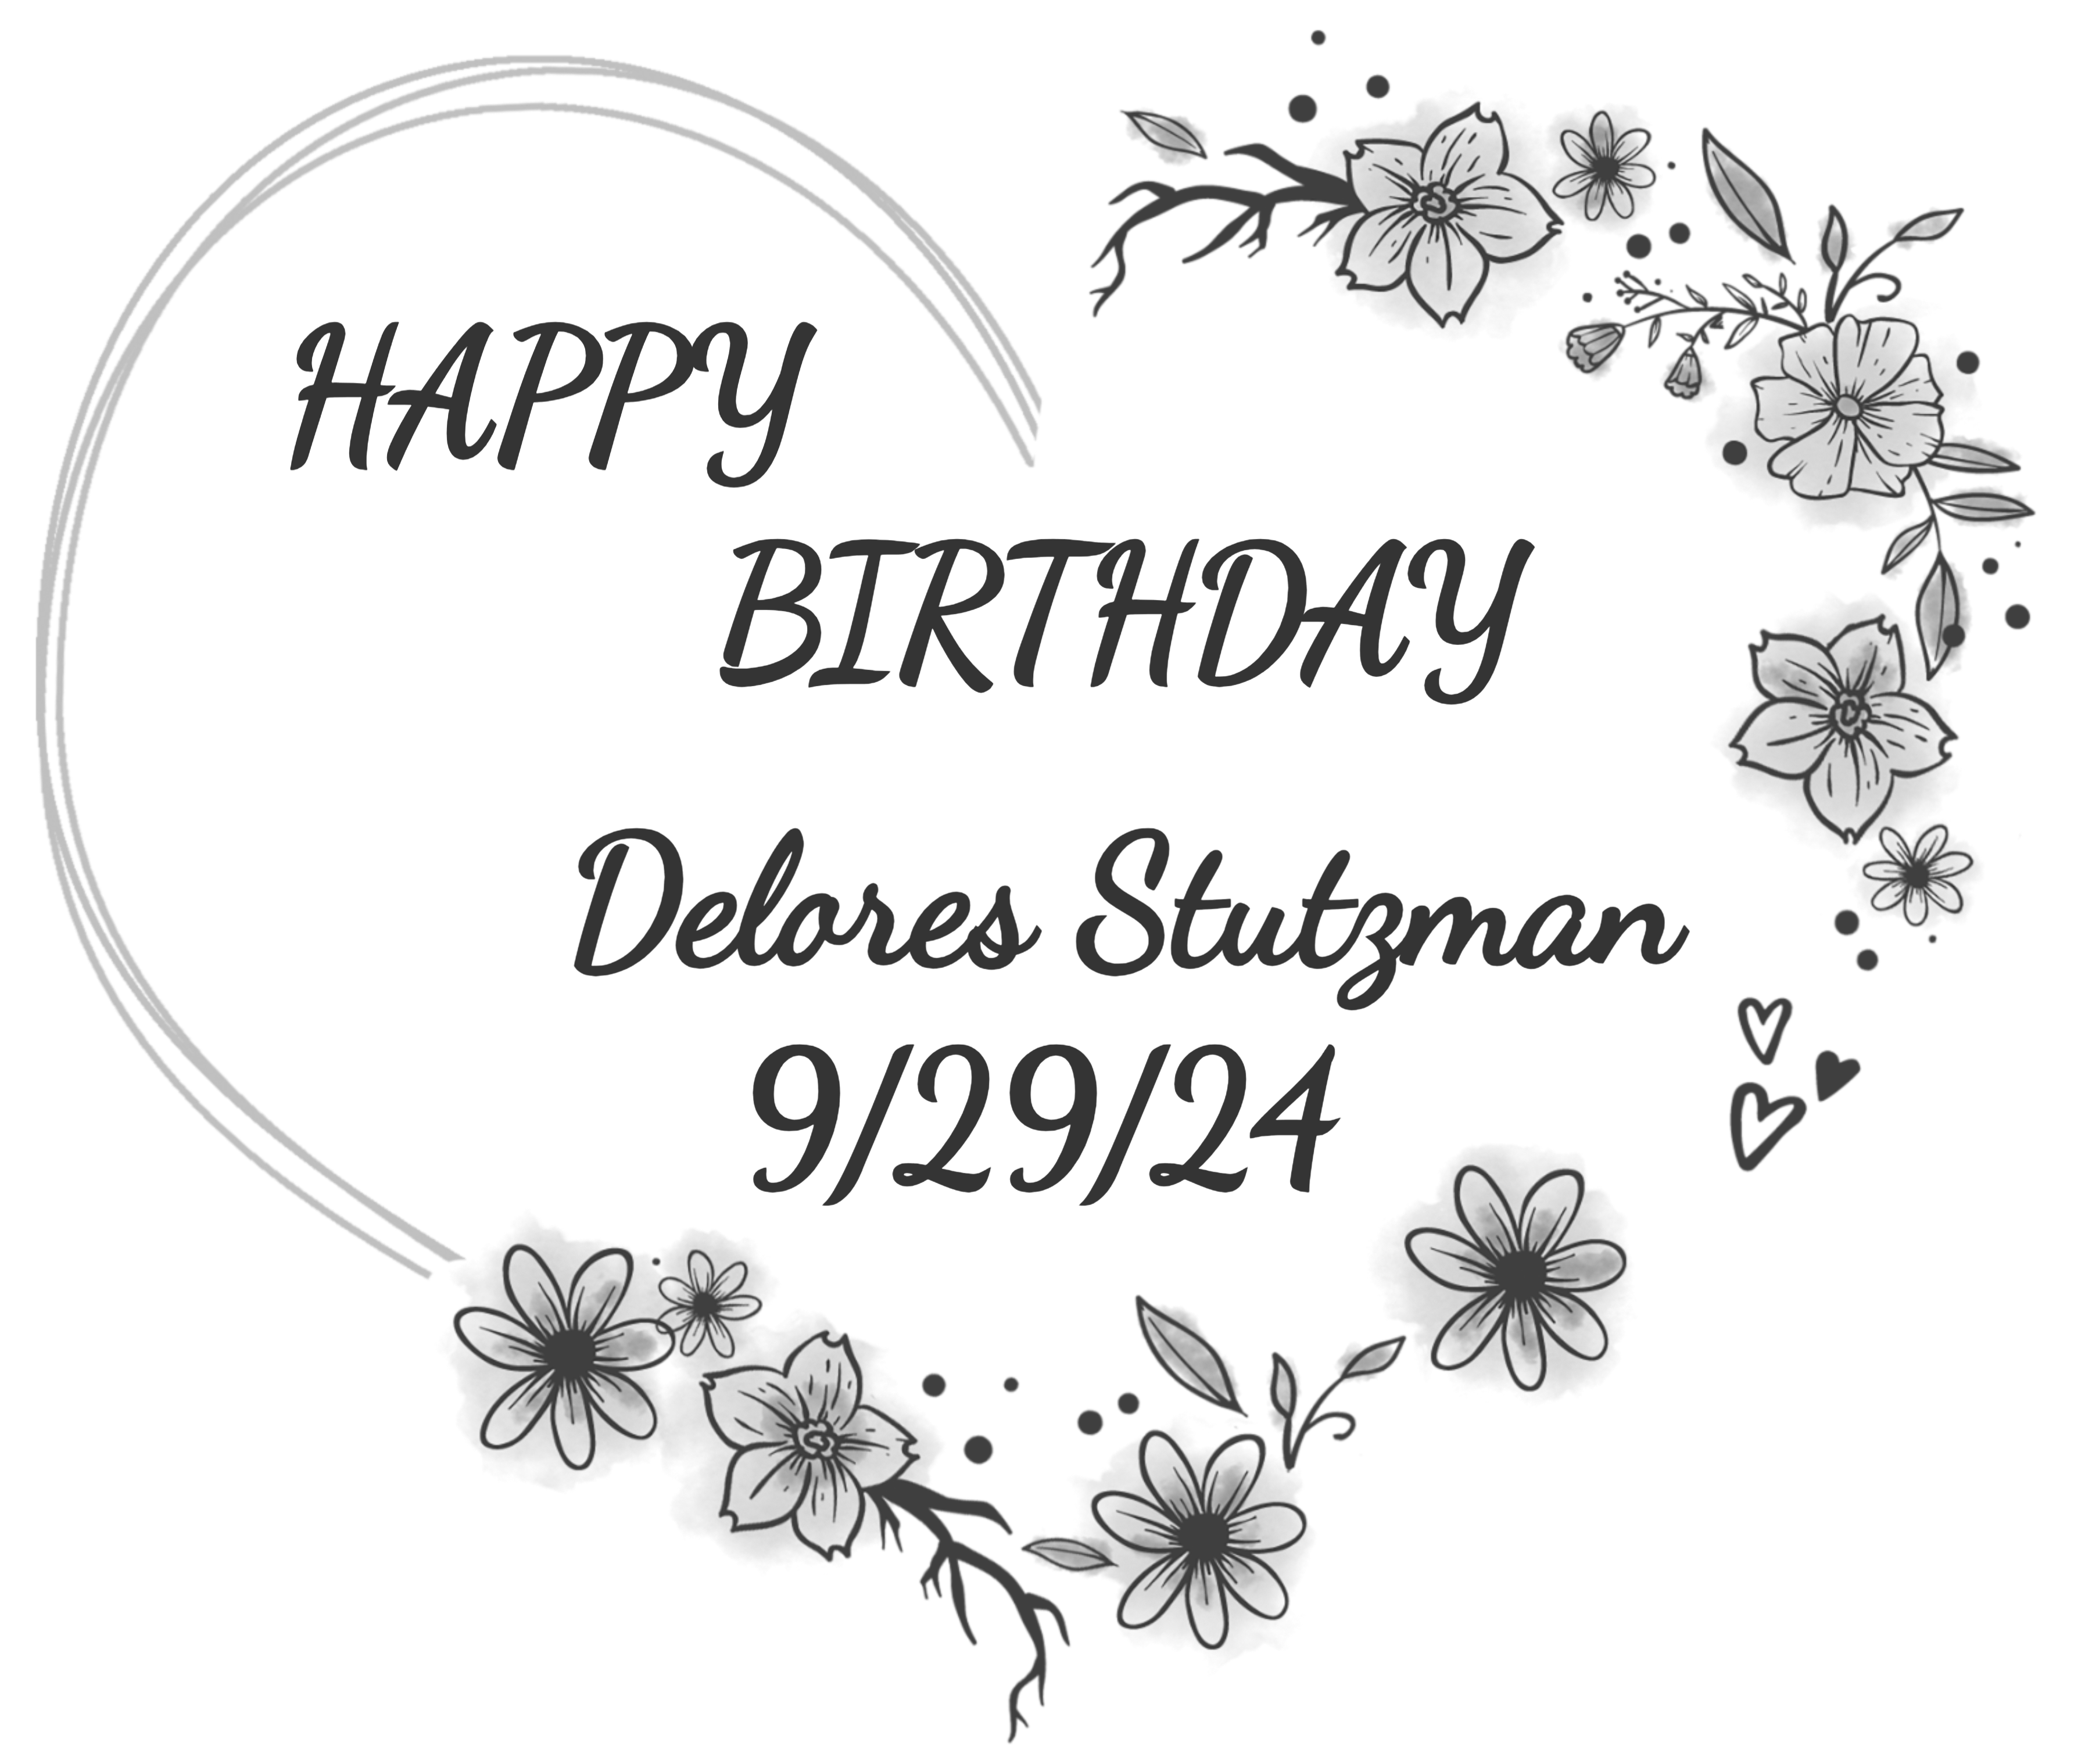 HAPPY
BIRTHDAY
Delores Stutzman
9/29/24